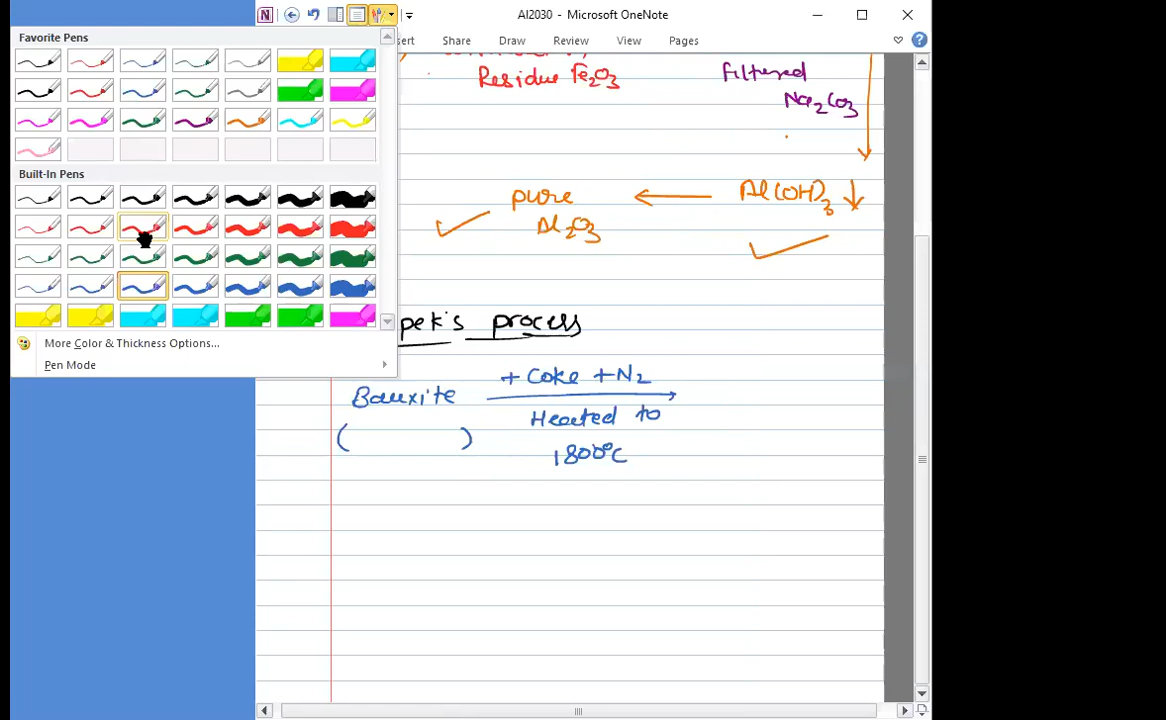 Al2030 - Microsoft OneNote
Share Draw Review View Pages
Favorite Pens
Built-In Pens
More Color & Thickness Options...
Pen Mode
Residue Fe₂O₃
Filtered
Na₂CO₃
pure
Al₂O₃
Al(OH)₃
pek's process
Bauxite
+ Coke + N₂
Heated to
1800°C
( )